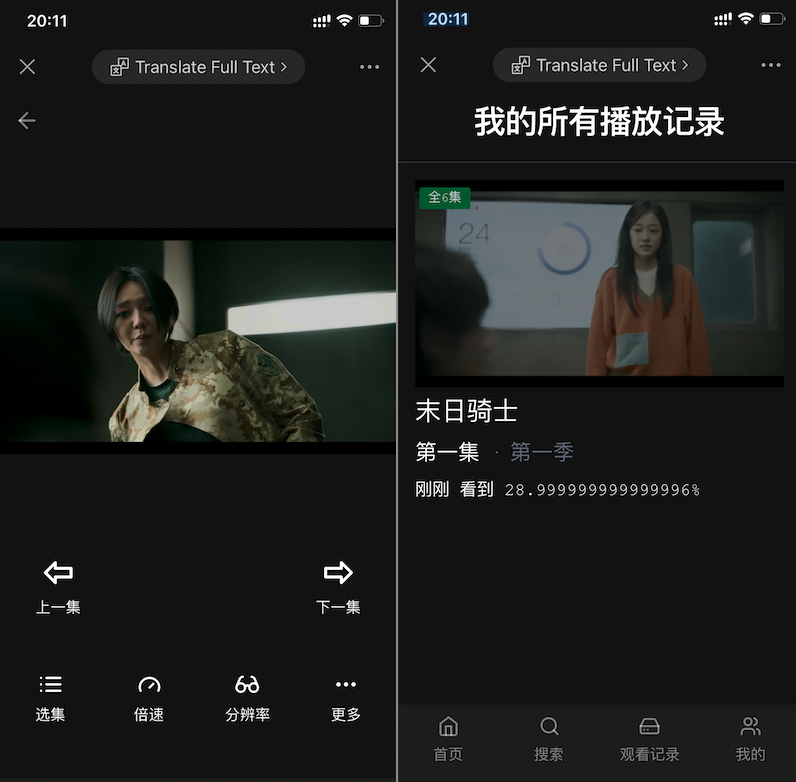 20:11
Translate Full Text
上一集
下一集
选集
倍速
分辨率
更多
20:11
Translate Full Text
我的所有播放记录
全6集
24
末日骑士
第一集 · 第一季
刚刚 看到 28.999999999999996%
首页
搜索
观看记录
我的